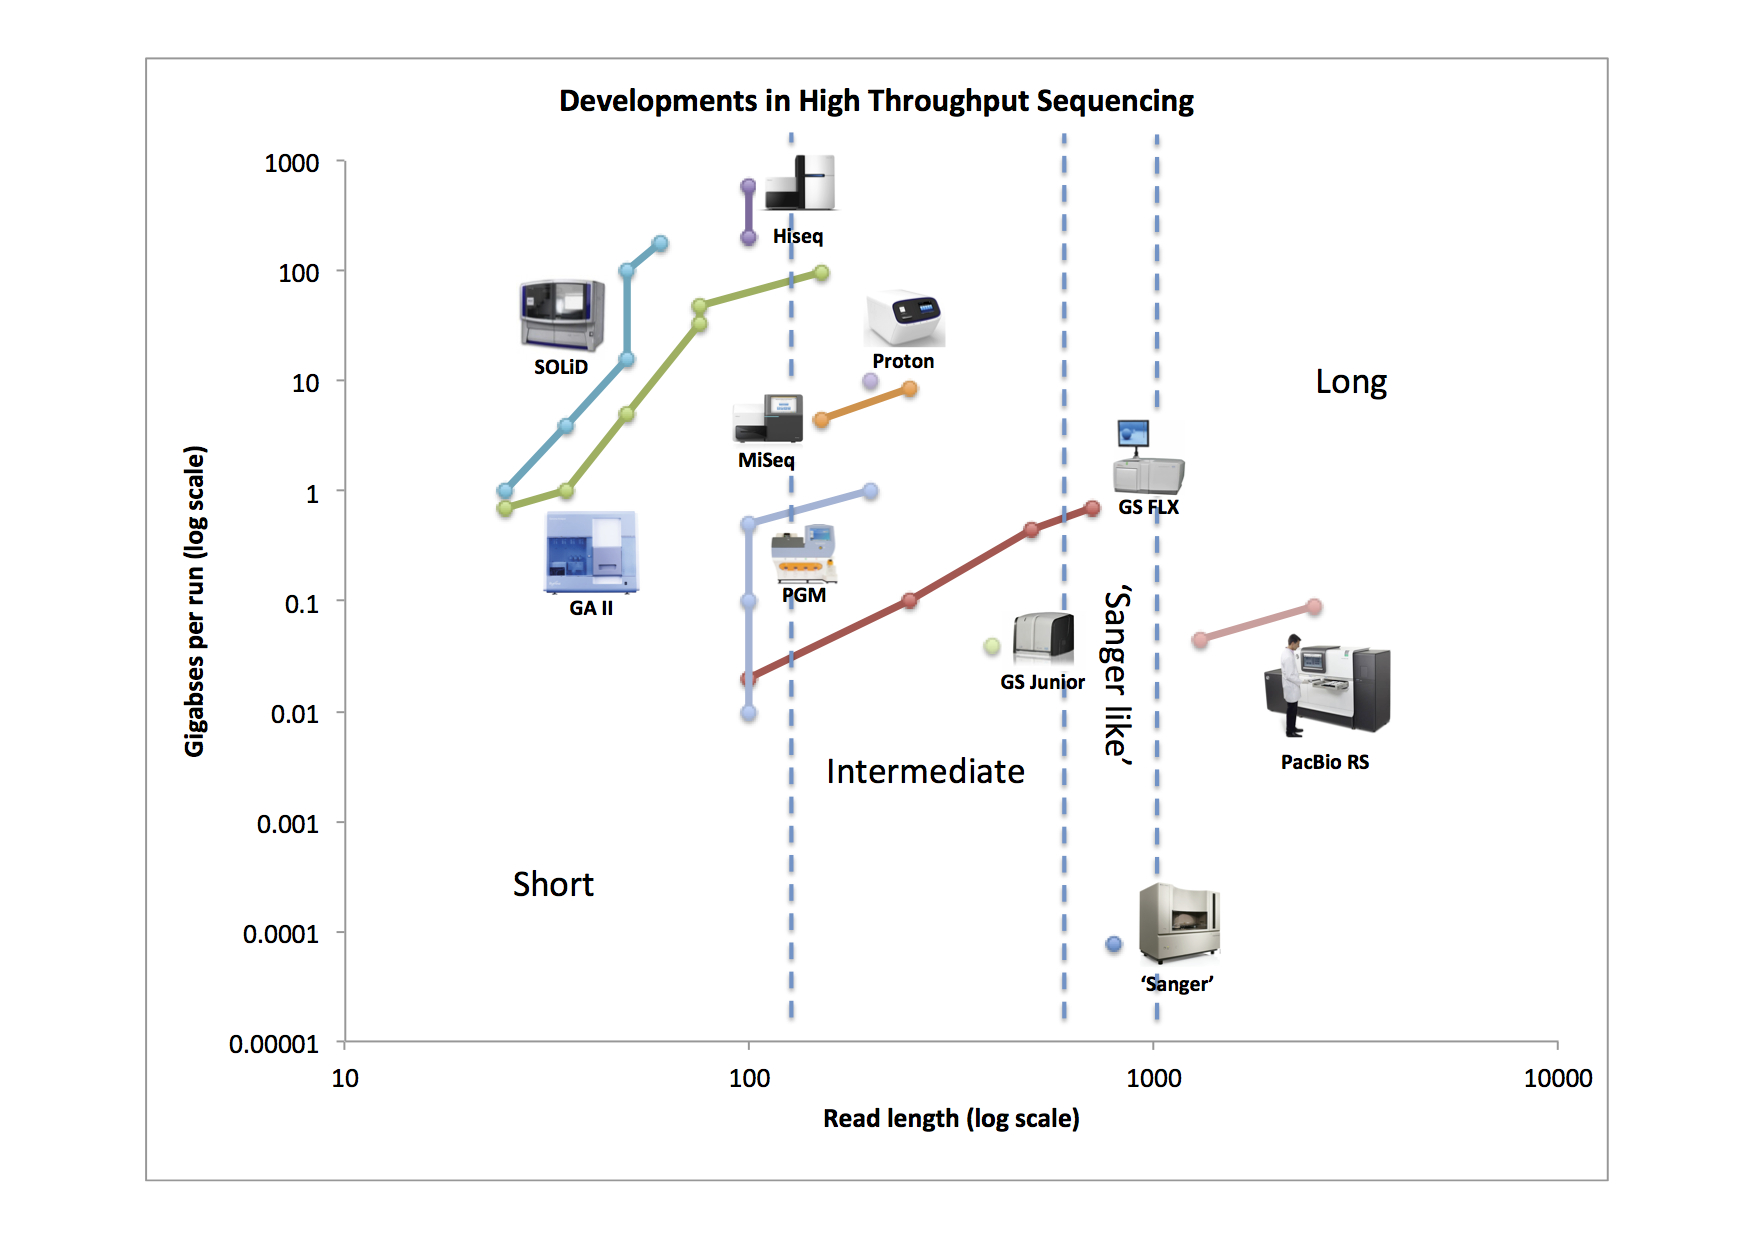 Developments in High Throughput Sequencing
1000
100
10
1
0.1
0.01
0.001
0.0001
0.00001
Gigabses per run (log scale)
10
100
1000
10000
Read length (log scale)
Hiseq
SOLiD
Proton
Long
MiSeq
GS FLX
GA II
PGM
'Sanger like'
GS Junior
PacBio RS
Intermediate
Short
‘Sanger’